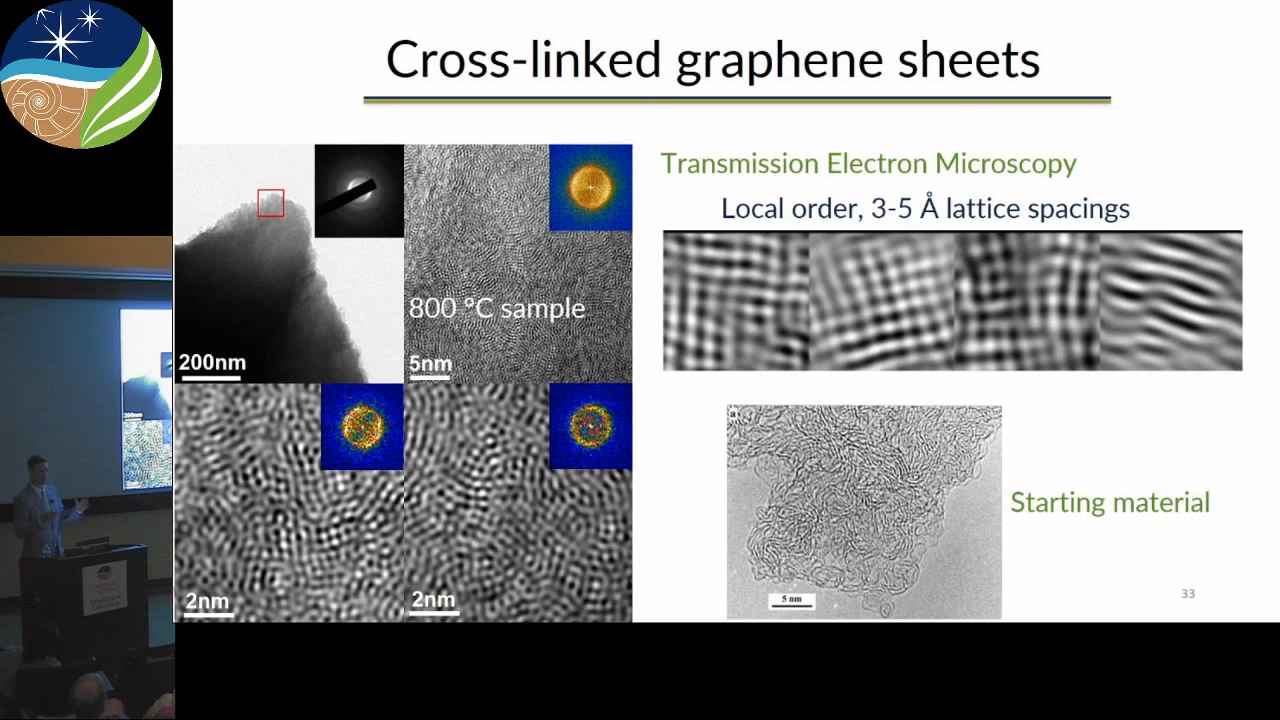 Cross-linked graphene sheets
Transmission Electron Microscopy
Local order, 3-5 Å lattice spacings
800 °C sample
200nm
5nm
2nm
2nm
a
5 nm
Starting material
33